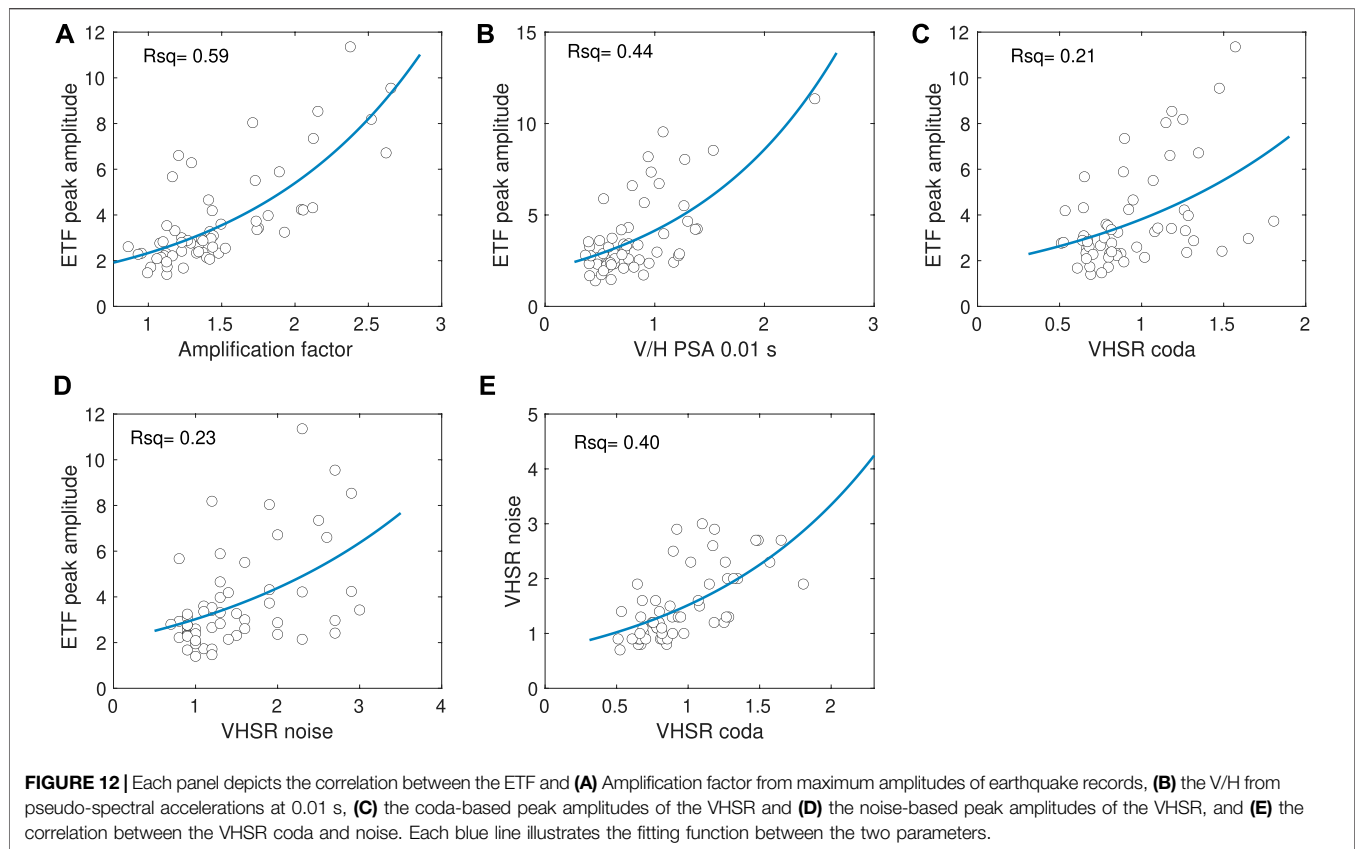 A
Rsq= 0.59
12
10
8
6
4
2
0
ETF peak amplitude
1
1.5
2
2.5
3
Amplification factor
B
Rsq= 0.44
15
10
5
0
ETF peak amplitude
0
1
2
3
V/H PSA 0.01 s
C
Rsq= 0.21
12
10
8
6
4
2
0
ETF peak amplitude
0
0.5
1
1.5
2
VHSR coda
D
Rsq= 0.23
12
10
8
6
4
2
0
ETF peak amplitude
0
1
2
3
4
VHSR noise
E
Rsq= 0.40
5
4
3
2
1
0
VHSR noise
0
0.5
1
1.5
2
VHSR coda
FIGURE 12 | Each panel depicts the correlation between the ETF and (A) Amplification factor from maximum amplitudes of earthquake records, (B) the V/H from
pseudo-spectral accelerations at 0.01 s, (C) the coda-based peak amplitudes of the VHSR and (D) the noise-based peak amplitudes of the VHSR, and (E) the
correlation between the VHSR coda and noise. Each blue line illustrates the fitting function between the two parameters.